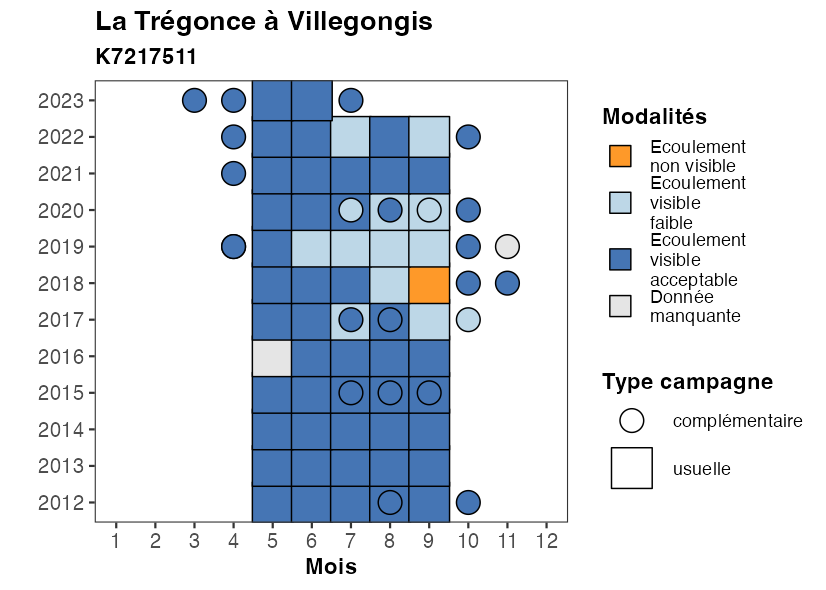 La Trégonce à Villegongis
K7217511
2023
2022
2021
2020
2019
2018
2017
2016
2015
2014
2013
2012
1 2 3 4 5 6 7 8 9 10 11 12
Mois
Modalités
Ecoulement
non visible
Ecoulement
visible
faible
Ecoulement
visible
acceptable
Donnée
manquante
Type campagne
complémentaire
usuelle